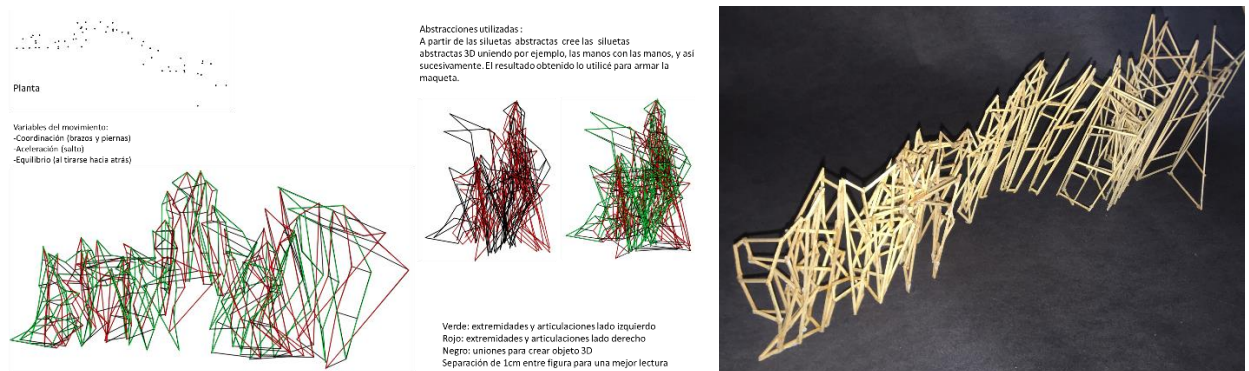 Planta
Variables del movimiento:
-Coordinación (brazos y piernas)
-Aceleración (salto)
-Equilibrio (al tirarse hacia atrás)
Abstracciones utilizadas :
A partir de las siluetas abstractas cree las siluetas
abstractas 3D uniendo por ejemplo, las manos con las manos, y así
sucesivamente. El resultado obtenido lo utilicé para armar la
maqueta.
Verde: extremidades y articulaciones lado izquierdo
Rojo: extremidades y articulaciones lado derecho
Negro: uniones para crear objeto 3D
Separación de 1cm entre figura para una mejor lectura